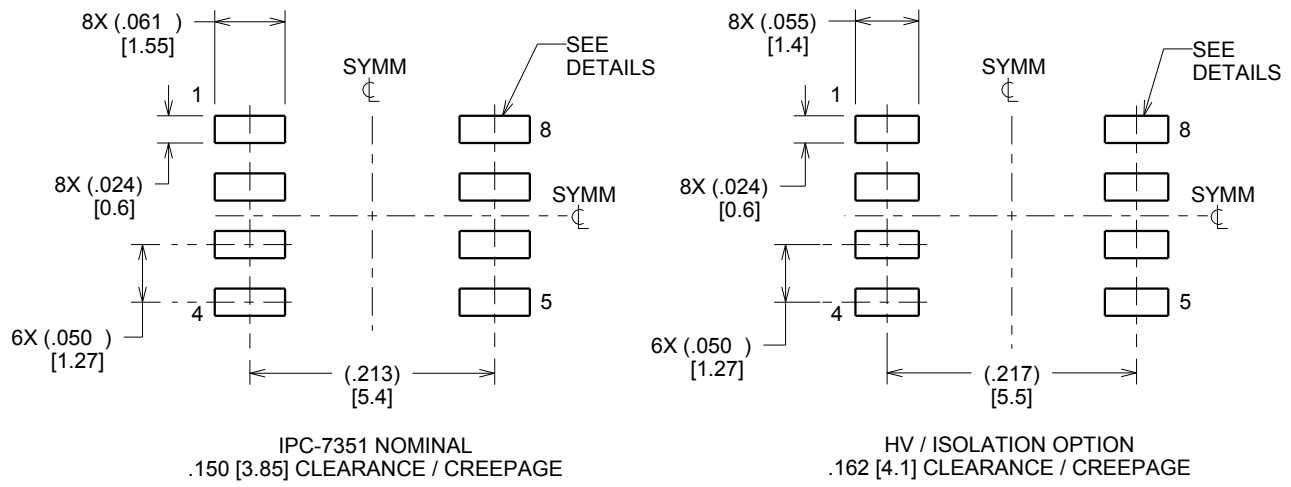 8X (.061 )
[1.55]
SYMM
℄
SEE
DETAILS
1
8
8X (.024)
[0.6]
SYMM
℄
4
5
6X (.050 )
[1.27]
(.213)
[5.4]
IPC-7351 NOMINAL
.150 [3.85] CLEARANCE / CREEPAGE
8X (.055)
[1.4]
SYMM
℄
SEE
DETAILS
1
8
8X (.024)
[0.6]
SYMM
℄
4
5
6X (.050 )
[1.27]
(.217)
[5.5]
HV / ISOLATION OPTION
.162 [4.1] CLEARANCE / CREEPAGE